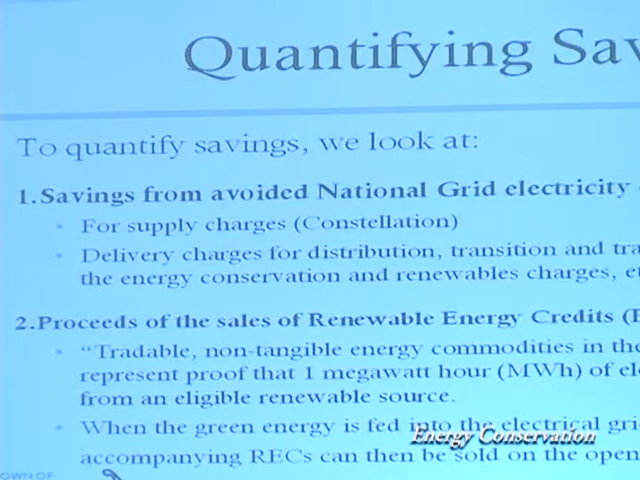 Quantifying Sav
To quantify savings, we look at:
1.Savings from avoided National Grid electricity
• For supply charges (Constellation)
• Delivery charges for distribution, transition and tra
the energy conservation and renewables charges, et
2.Proceeds of the sales of Renewable Energy Credits (
• “Tradable, non-tangible energy commodities in the
represent proof that 1 megawatt hour (MWh) of ele
from an eligible renewable source.
• When the green energy is fed into the electrical gri
Energy Conservation
accompanying RECs can then be sold on the open
OWN OF